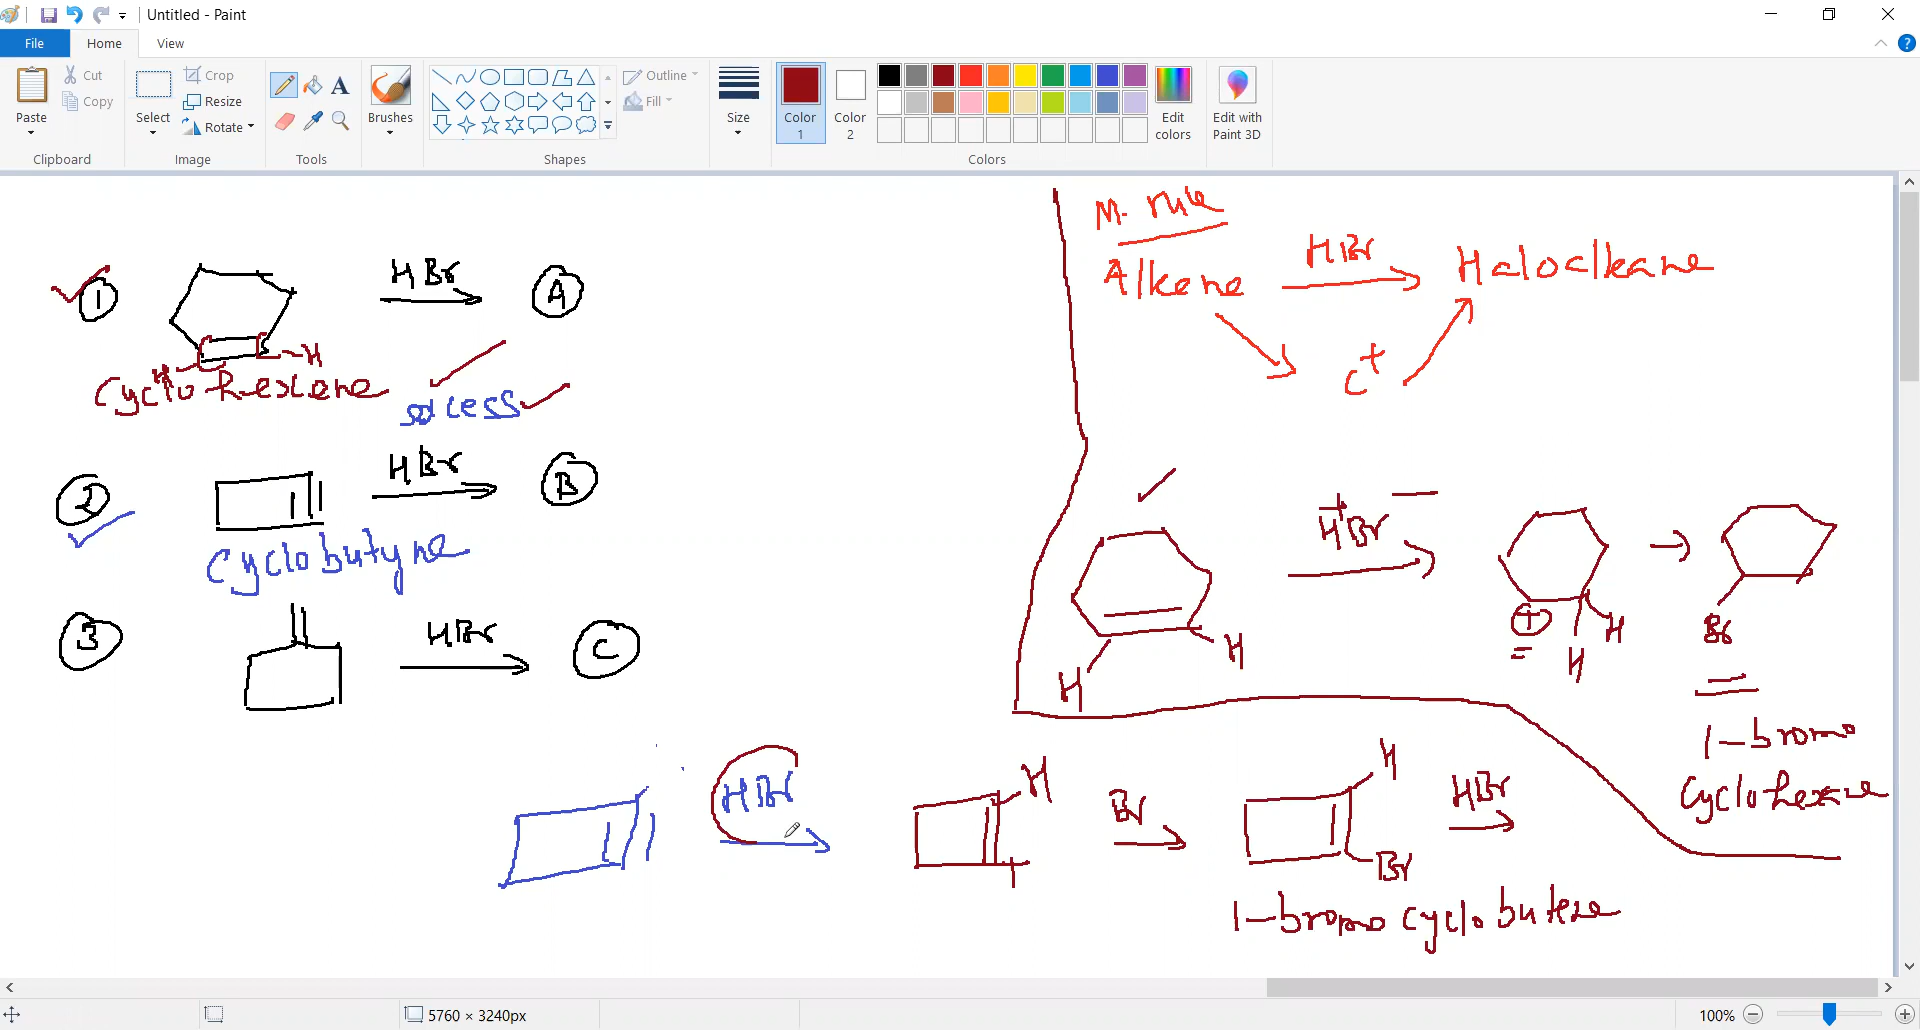 Untitled - Paint
File Home View
Paste
Cut
Copy
Clipboard
Select
Crop
Resize
Rotate
Image
A
Tools
Brushes
Shapes
Outline
Fill
Size
Color 1
Color 2
Colors
Edit colors
Edit with Paint 3D
M. rule
Alkene HBr Haloalkane
C+
1 HBr A
H
H
Cyclohexene
excess
2 HBr B
Cyclobutyne
3 HBr C
H+Br-
H
H
+
H
H
Br
1-bromo
cyclohexane
HBr
H
+
Br
H
Br
HBr
1-bromo cyclobutene
5760 × 3240px
100%